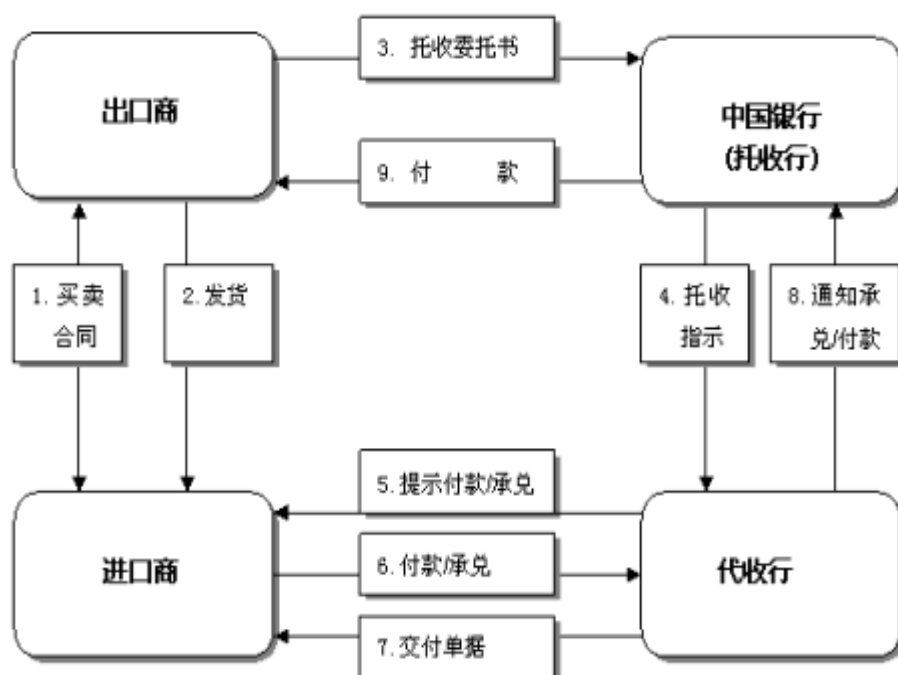 3. 托收委托书
出口商
中国银行
(托收行)
9. 付 款
1. 买卖
合同
2. 发货
4. 托收
指示
8. 通知承
兑/付款
5. 提示付款/承兑
进口商
6. 付款/承兑
代收行
7. 交付单据